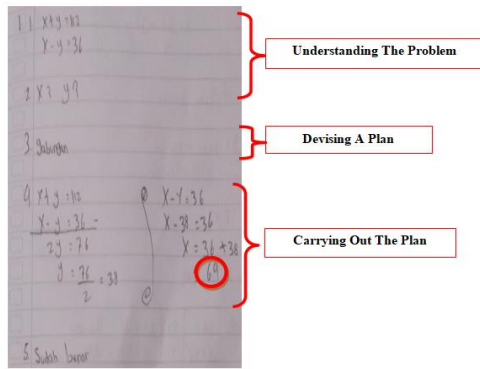 1 | x+y = 112
x-y = 36
Understanding The Problem
2 x? y?
3 gabungan
Devising A Plan
4 x+y = 112
x-y = 36 -
2y = 76
y = 76/2 = 38
x-y = 36
x-38 = 36
x = 36 + 38
69
Carrying Out The Plan
5 Sudah benar